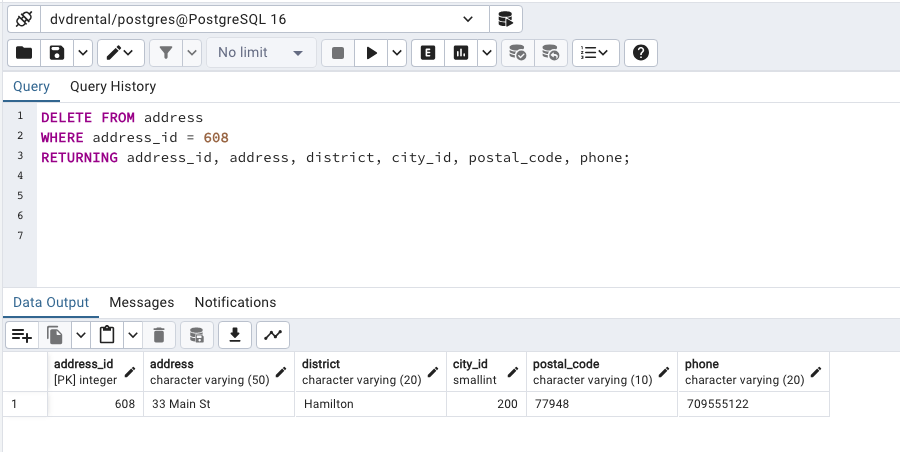 dvdrental/postgres@PostgreSQL 16
No limit
E
Query Query History
1 DELETE FROM address
2 WHERE address_id = 608
3 RETURNING address_id, address, district, city_id, postal_code, phone;
4
5
6
7
Data Output Messages Notifications
address_id address district city_id postal_code phone
[PK] integer character varying (50) character varying (20) smallint character varying (10) character varying (20)
1 608 33 Main St Hamilton 200 77948 709555122